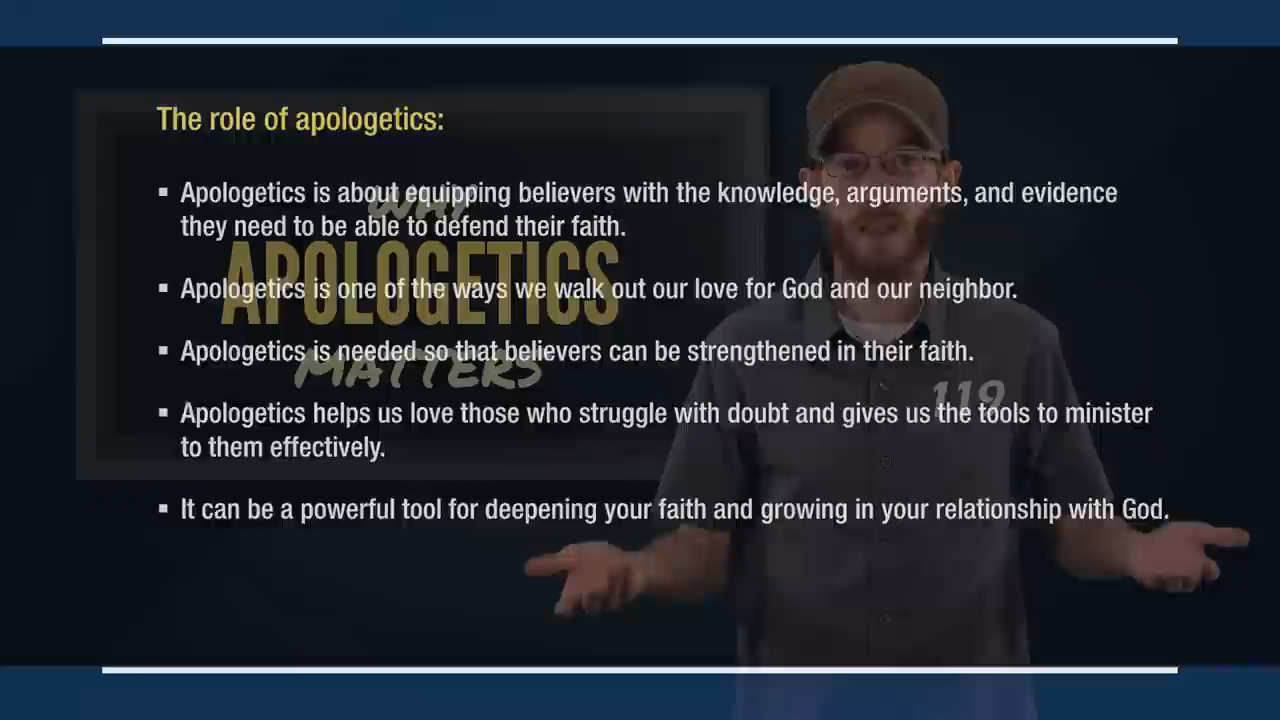 The role of apologetics:
▪ Apologetics is about equipping believers with the knowledge, arguments, and evidence
they need to be able to defend their faith.
▪ Apologetics is one of the ways we walk out our love for God and our neighbor.
▪ Apologetics is needed so that believers can be strengthened in their faith.
▪ Apologetics helps us love those who struggle with doubt and gives us the tools to minister
to them effectively.
▪ It can be a powerful tool for deepening your faith and growing in your relationship with God.
WHY
APOLOGETICS
MATTERS
119